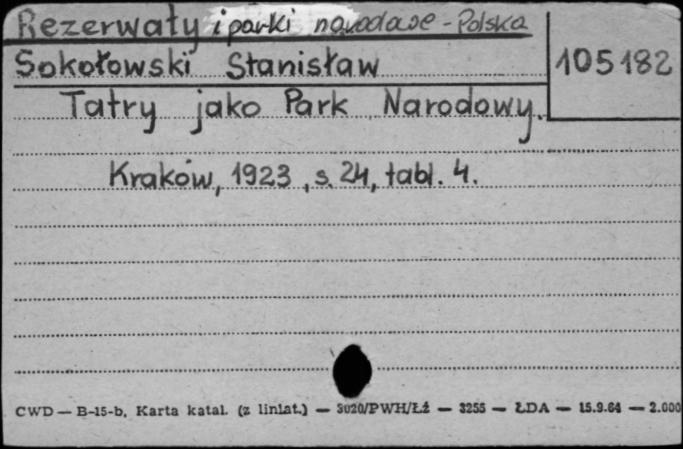 Rezerwaty i parki narodowe - Polska
Sokołowski Stanisław
105182
Tatry jako Park Narodowy.
Kraków, 1923, s. 24, tabl. 4.
CWD — B-15-b. Karta katal. (z liniat.) — 3020/PWH/Łż — 3255 — ŁDA — 15.9.64 — 2.000